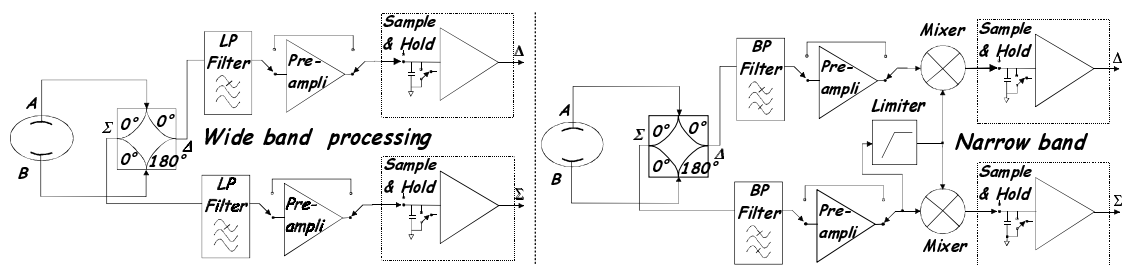 Sample
& Hold
Δ
LP
Filter
Pre-
ampli
A
B
Σ
0°
0°
0°
180°
Δ
Wide band processing
LP
Filter
Pre-
ampli
Sample
& Hold
Σ
Mixer
Sample
& Hold
Δ
BP
Filter
Pre-
ampli
Limiter
A
B
Σ
0°
0°
0°
180°
Δ
Narrow band
BP
Filter
Pre-
ampli
Mixer
Sample
& Hold
Σ